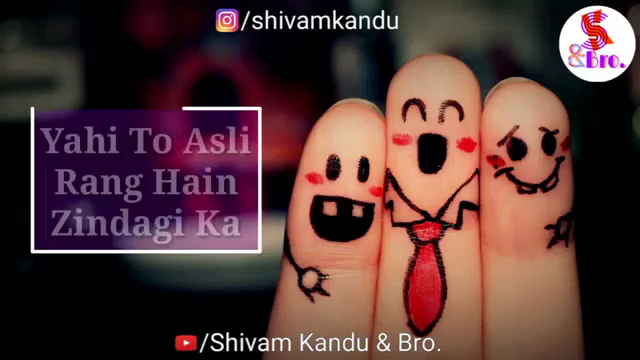 /shivamkandu
S
&Bro.
Yahi To Asli
Rang Hain
Zindagi Ka
/Shivam Kandu & Bro.